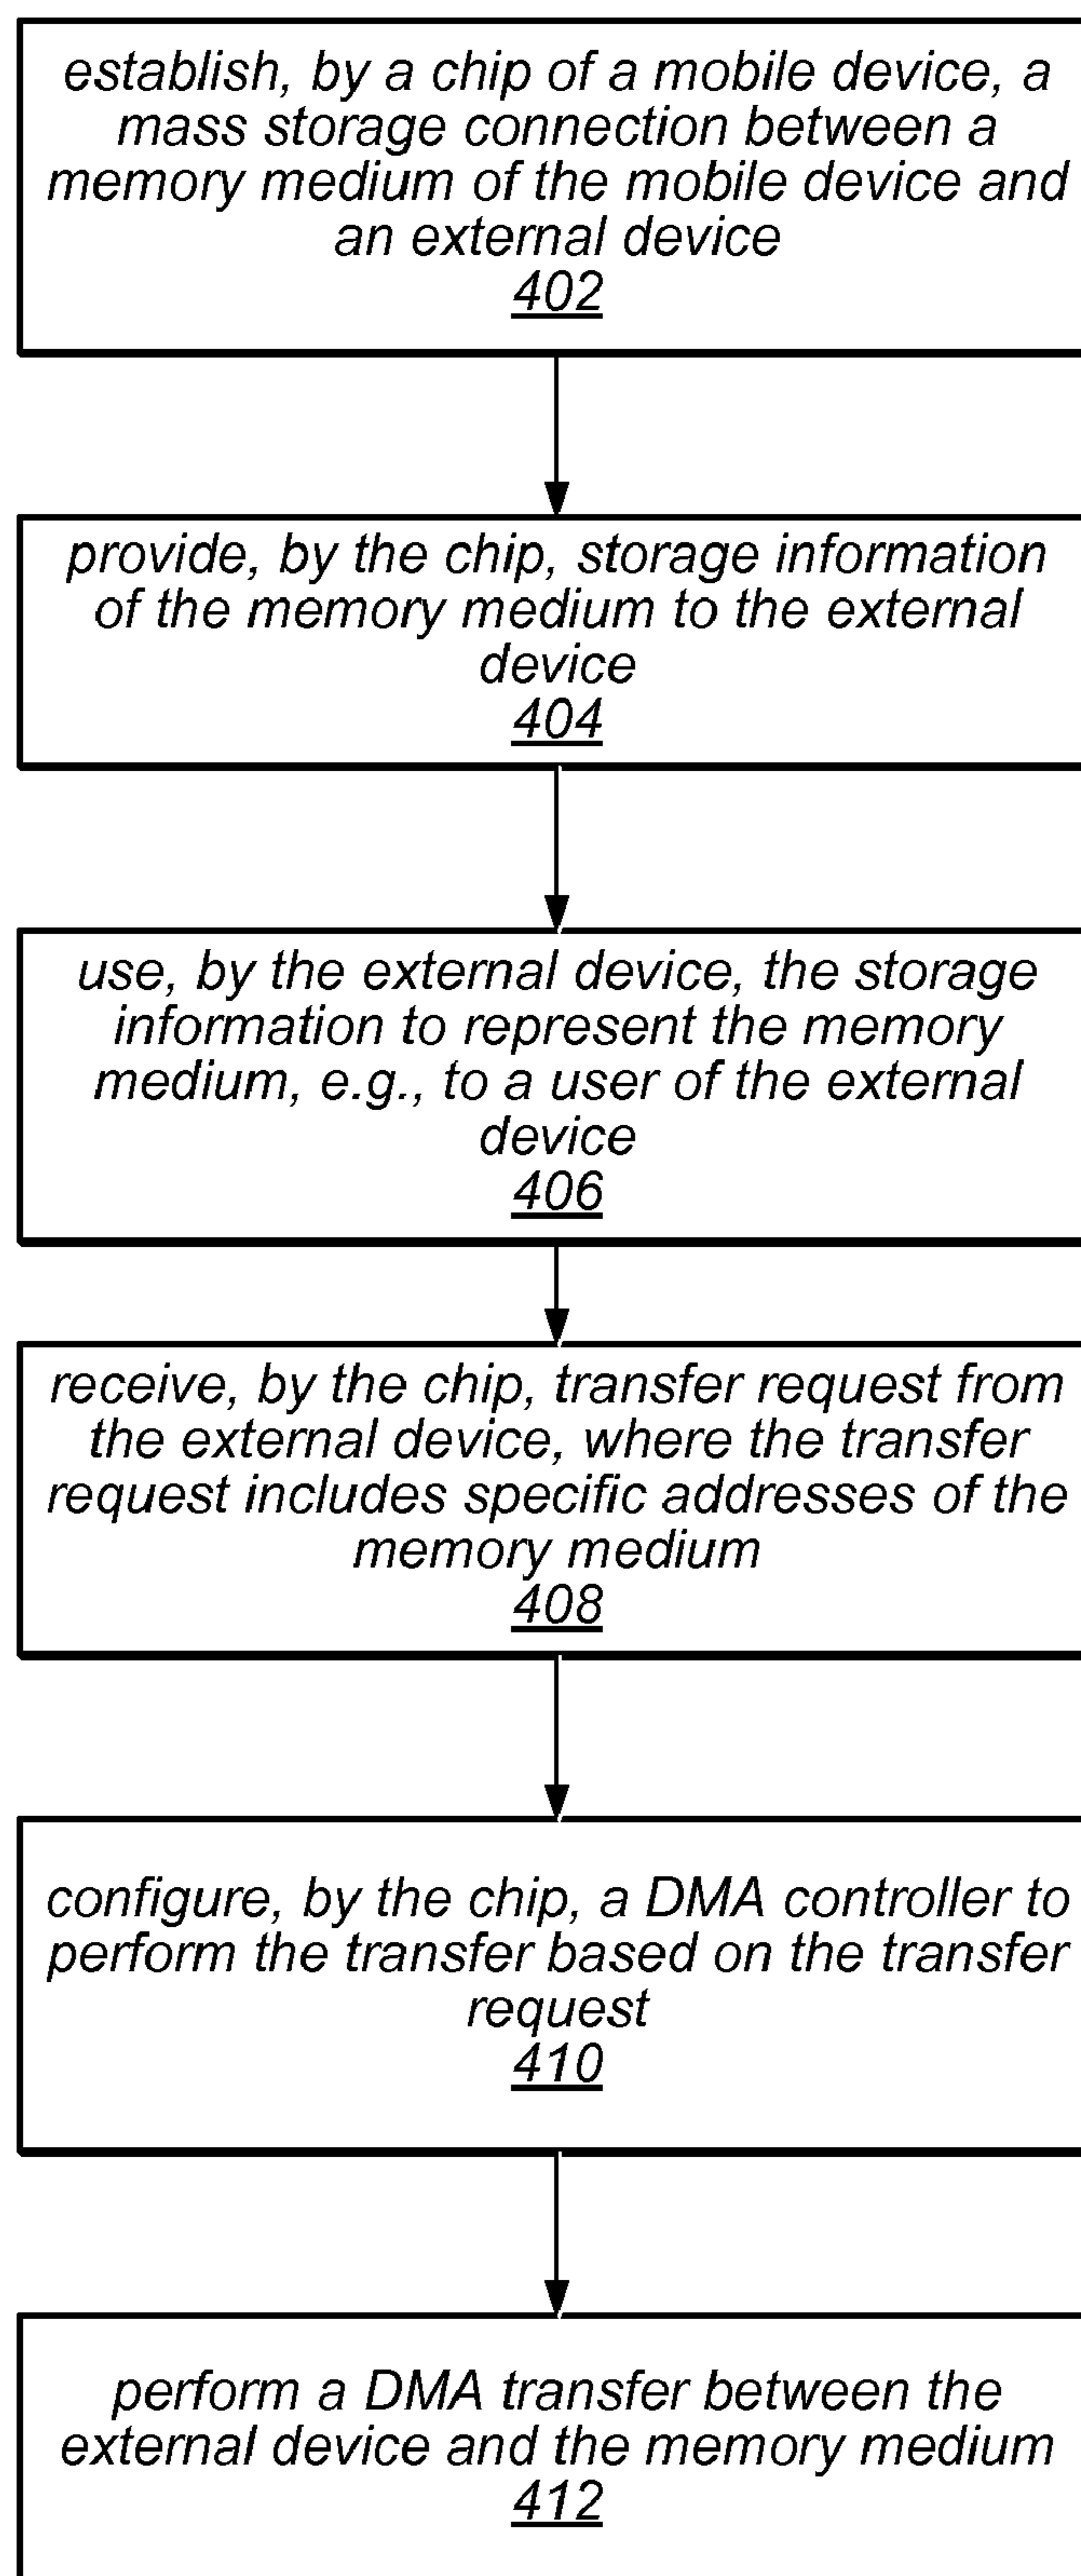 establish, by a chip of a mobile device, a
mass storage connection between a
memory medium of the mobile device and
an external device
402
provide, by the chip, storage information
of the memory medium to the external
device
404
use, by the external device, the storage
information to represent the memory
medium, e.g., to a user of the external
device
406
receive, by the chip, transfer request from
the external device, where the transfer
request includes specific addresses of the
memory medium
408
configure, by the chip, a DMA controller to
perform the transfer based on the transfer
request
410
perform a DMA transfer between the
external device and the memory medium
412